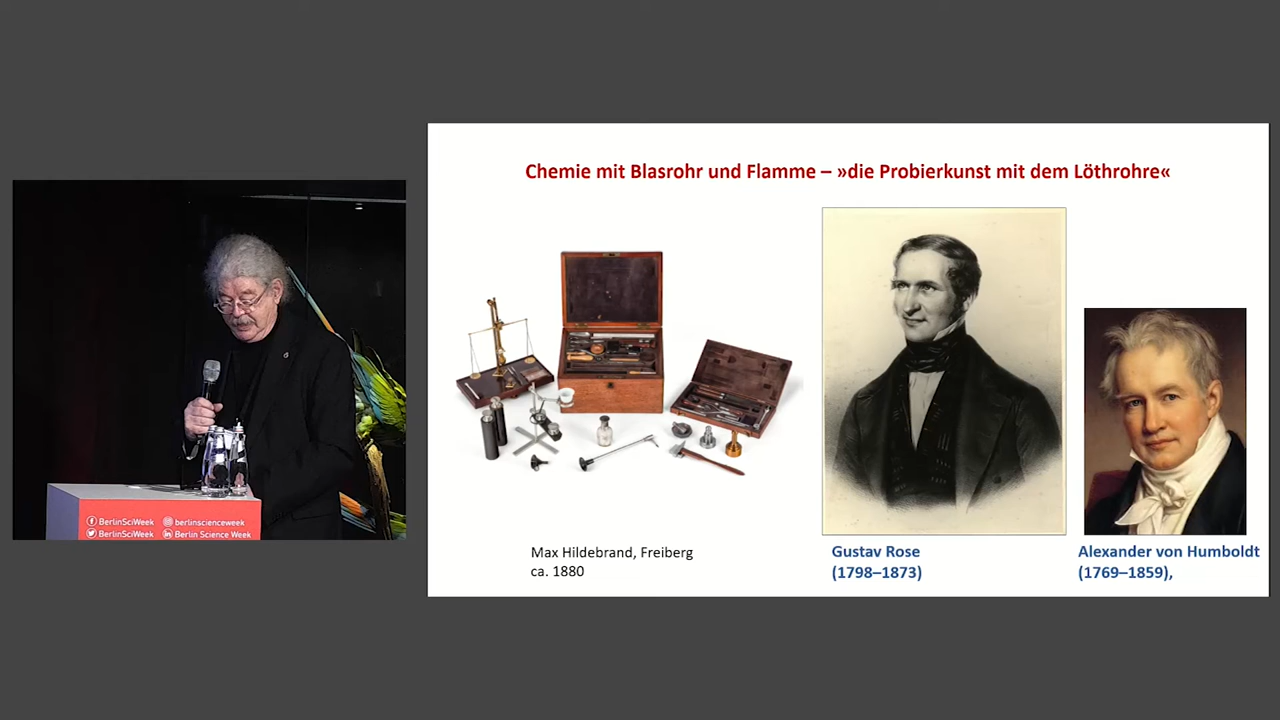 Chemie mit Blasrohr und Flamme – »die Probierkunst mit dem Löthrohre«
Max Hildebrand, Freiberg
ca. 1880
Gustav Rose
(1798–1873)
Alexander von Humboldt
(1769–1859),
BerlinSciWeek
berlinscienceweek
BerlinSciWeek
Berlin Science Week